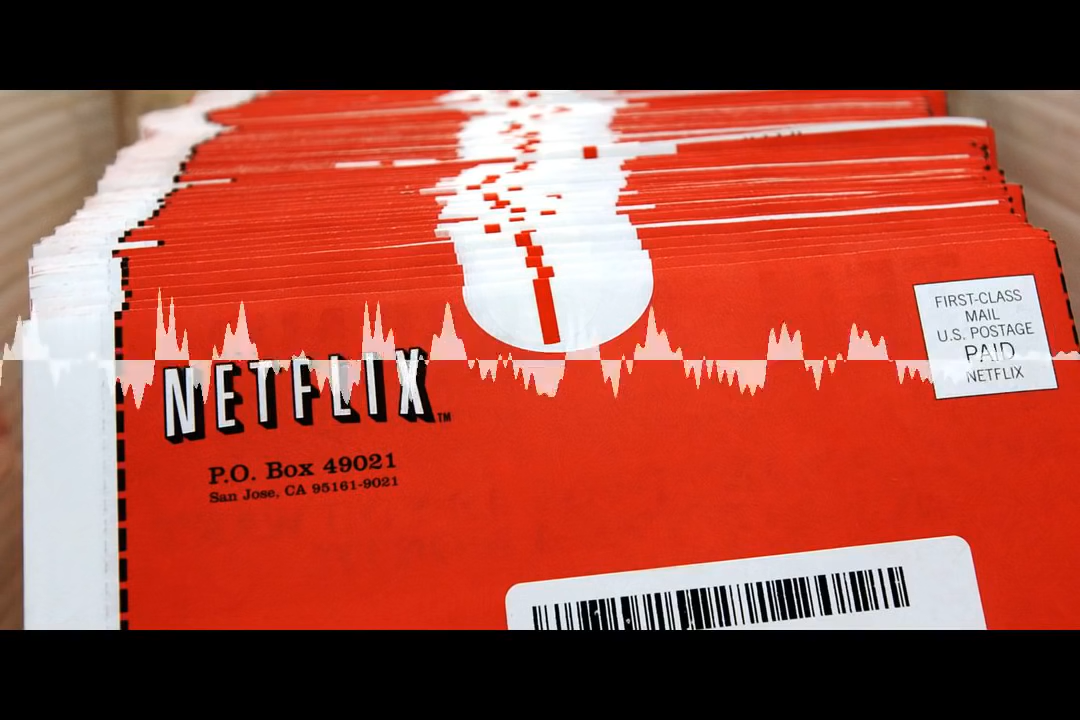 NETFLIX™
P.O. Box 49021
San Jose, CA 95161-9021
FIRST-CLASS
MAIL
U.S. POSTAGE
PAID
NETFLIX